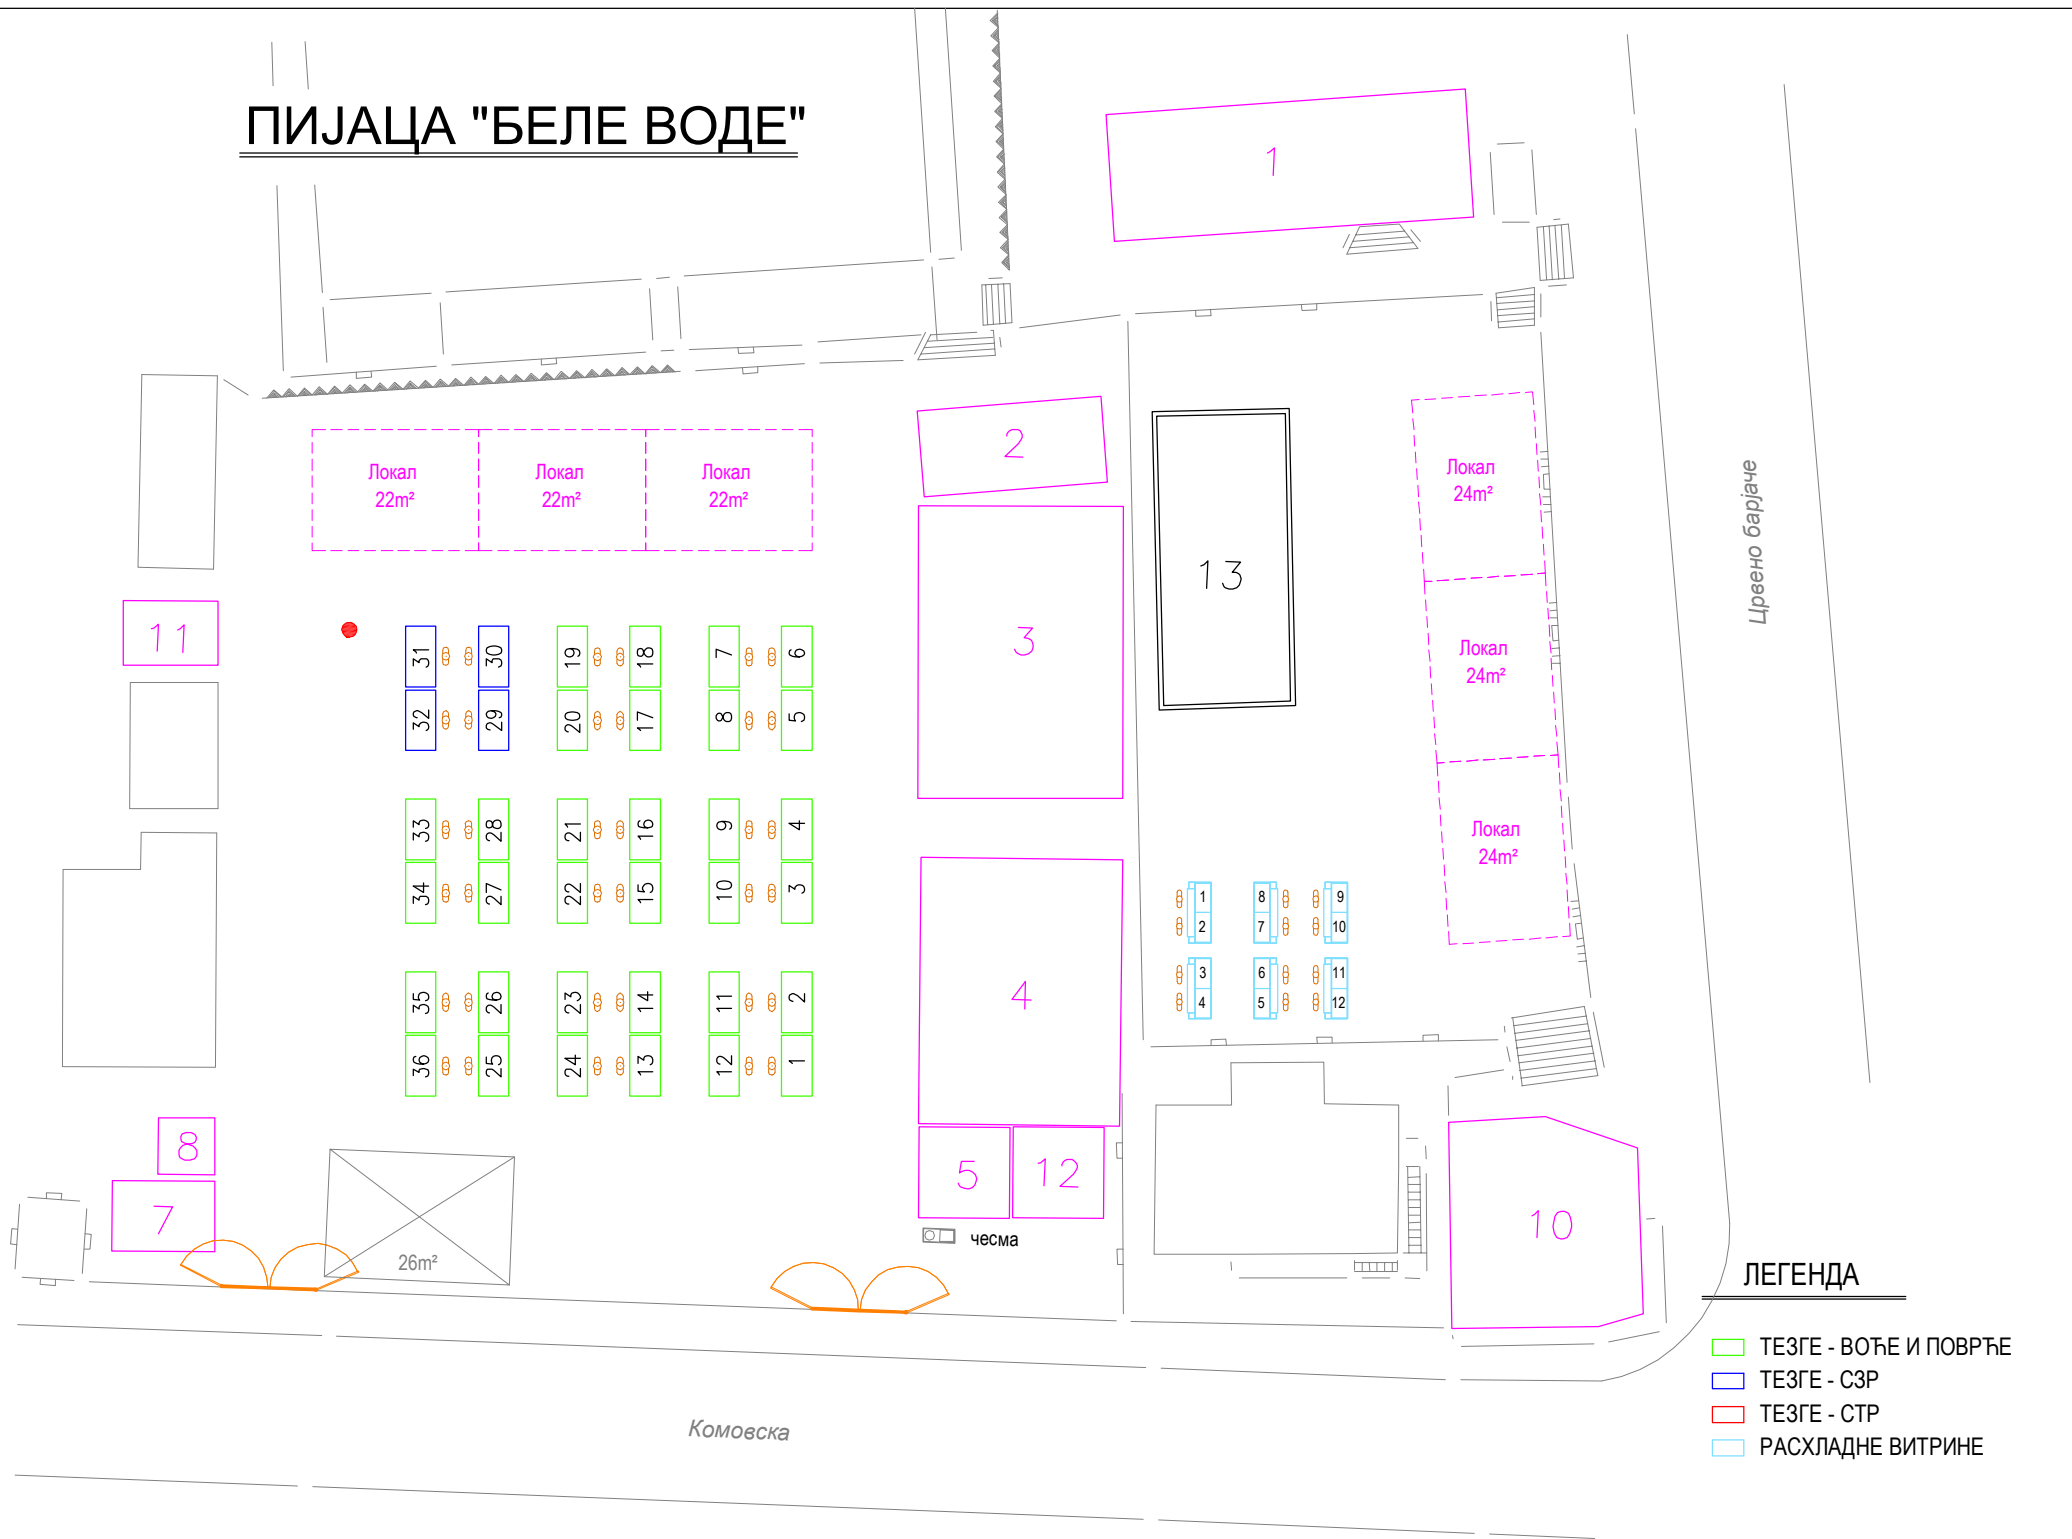 ПИЈАЦА "БЕЛЕ ВОДЕ"
1
2
Локал
22m²
Локал
22m²
Локал
22m²
Локал
24m²
Црвено барјаче
13
3
11
31 30 19 18 7 6
32 29 20 17 8 5
Локал
24m²
33 28 21 16 9 4
34 27 22 15 10 3
Локал
24m²
1 8 9
2 7 10
3 6 11
4 5 12
4
35 26 23 14 11 2
36 25 24 13 12 1
8
5
12
7
10
чесма
26m²
Комовска
ЛЕГЕНДА
ТЕЗГЕ - ВОЋЕ И ПОВРЋЕ
ТЕЗГЕ - СЗР
ТЕЗГЕ - СТР
РАСХЛАДНЕ ВИТРИНЕ